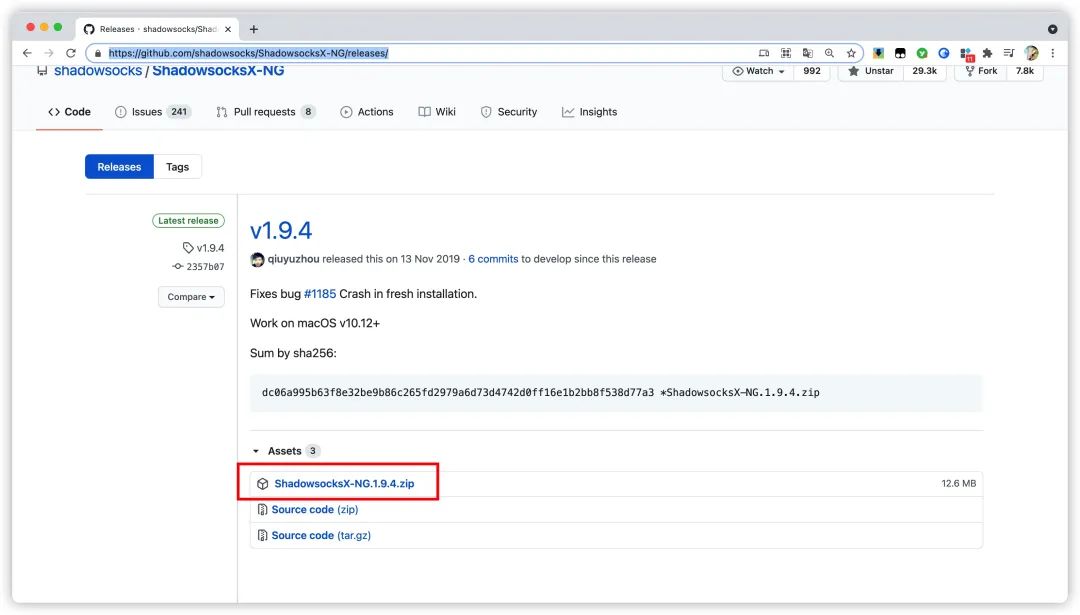 Releases · shadowsocks/Shad
https://github.com/shadowsocks/ShadowsocksX-NG/releases/
11
shadowsocks / ShadowsocksX-NG
Watch 992 Unstar 29.3k Fork 7.8k
Code Issues 241 Pull requests 8 Actions Wiki Security Insights
Releases Tags
Latest release
v1.9.4
2357b07
Compare
v1.9.4
qiuyuzhou released this on 13 Nov 2019 · 6 commits to develop since this release
Fixes bug #1185 Crash in fresh installation.
Work on macOS v10.12+
Sum by sha256:
dc06a995b63f8e32be9b86c265fd2979a6d73d4742d0ff16e1b2bb8f538d77a3 *ShadowsocksX-NG.1.9.4.zip
Assets 3
ShadowsocksX-NG.1.9.4.zip 12.6 MB
Source code (zip)
Source code (tar.gz)